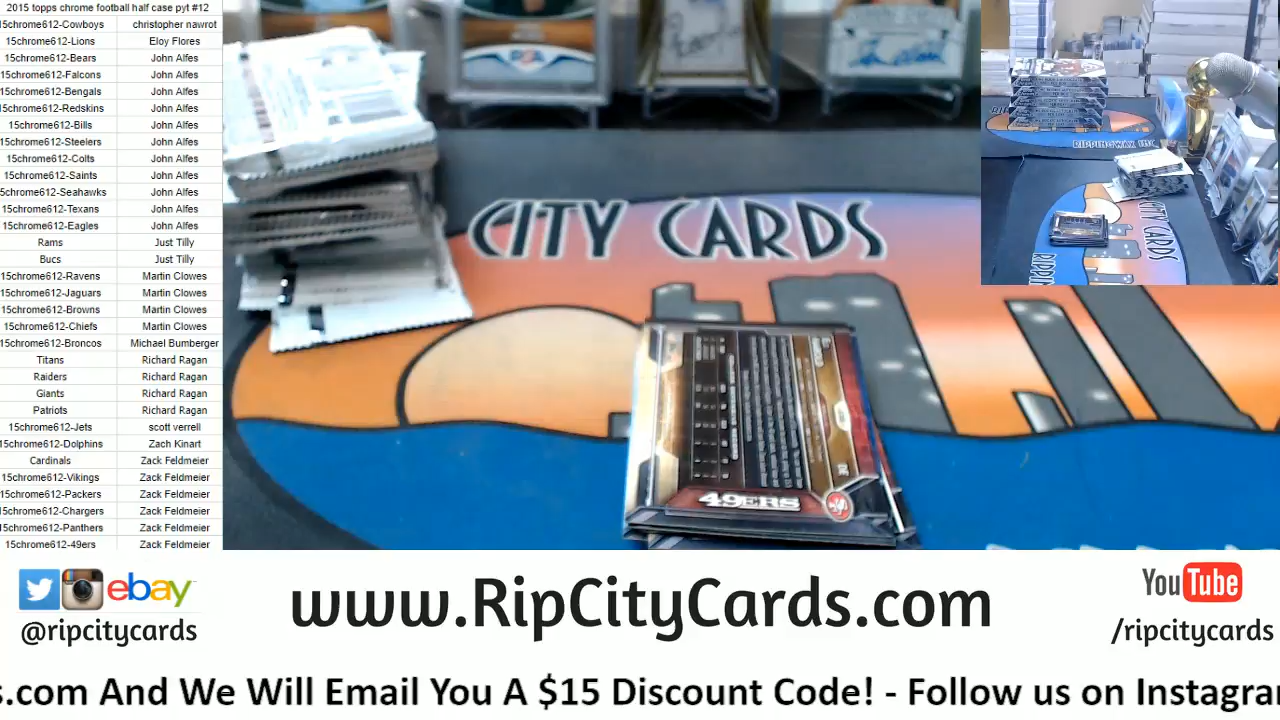 2015 topps chrome football half case pyt #12
15chrome612-Cowboys christopher nawrot
15chrome612-Lions Eloy Flores
15chrome612-Bears John Alfes
15chrome612-Falcons John Alfes
15chrome612-Bengals John Alfes
15chrome612-Redskins John Alfes
15chrome612-Bills John Alfes
15chrome612-Steelers John Alfes
15chrome612-Colts John Alfes
15chrome612-Saints John Alfes
15chrome612-Seahawks John Alfes
15chrome612-Texans John Alfes
15chrome612-Eagles John Alfes
Rams Just Tilly
Bucs Just Tilly
15chrome612-Ravens Martin Clowes
15chrome612-Jaguars Martin Clowes
15chrome612-Browns Martin Clowes
15chrome612-Chiefs Martin Clowes
15chrome612-Broncos Michael Bumberger
Titans Richard Ragan
Raiders Richard Ragan
Giants Richard Ragan
Patriots Richard Ragan
15chrome612-Jets scott verrell
15chrome612-Dolphins Zach Kinart
Cardinals Zack Feldmeier
15chrome612-Vikings Zack Feldmeier
15chrome612-Packers Zack Feldmeier
15chrome612-Chargers Zack Feldmeier
15chrome612-Panthers Zack Feldmeier
15chrome612-49ers Zack Feldmeier
CITY CARDS
49ERS
RIPPINGWAX INC
CITY CARDS
ebay
@ripcitycards
www.RipCityCards.com
YouTube
/ripcitycards
s.com And We Will Email You A $15 Discount Code! - Follow us on Instagra